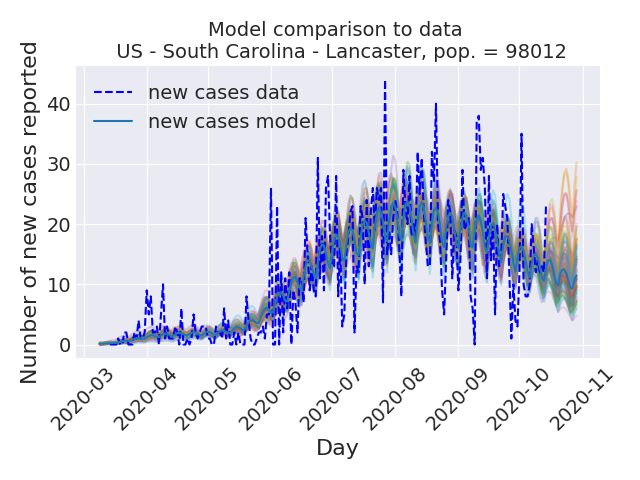 Model comparison to data
US - South Carolina - Lancaster, pop. = 98012
Number of new cases reported
40
30
20
10
0
new cases data
new cases model
2020-03
2020-04
2020-05
2020-06
2020-07
2020-08
2020-09
2020-10
2020-11
Day